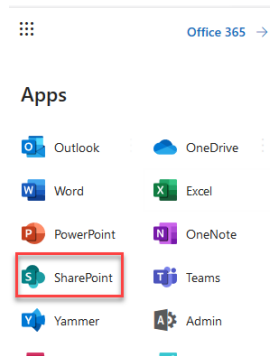 Office 365 →
Apps
Outlook OneDrive
Word Excel
PowerPoint OneNote
SharePoint Teams
Yammer Admin